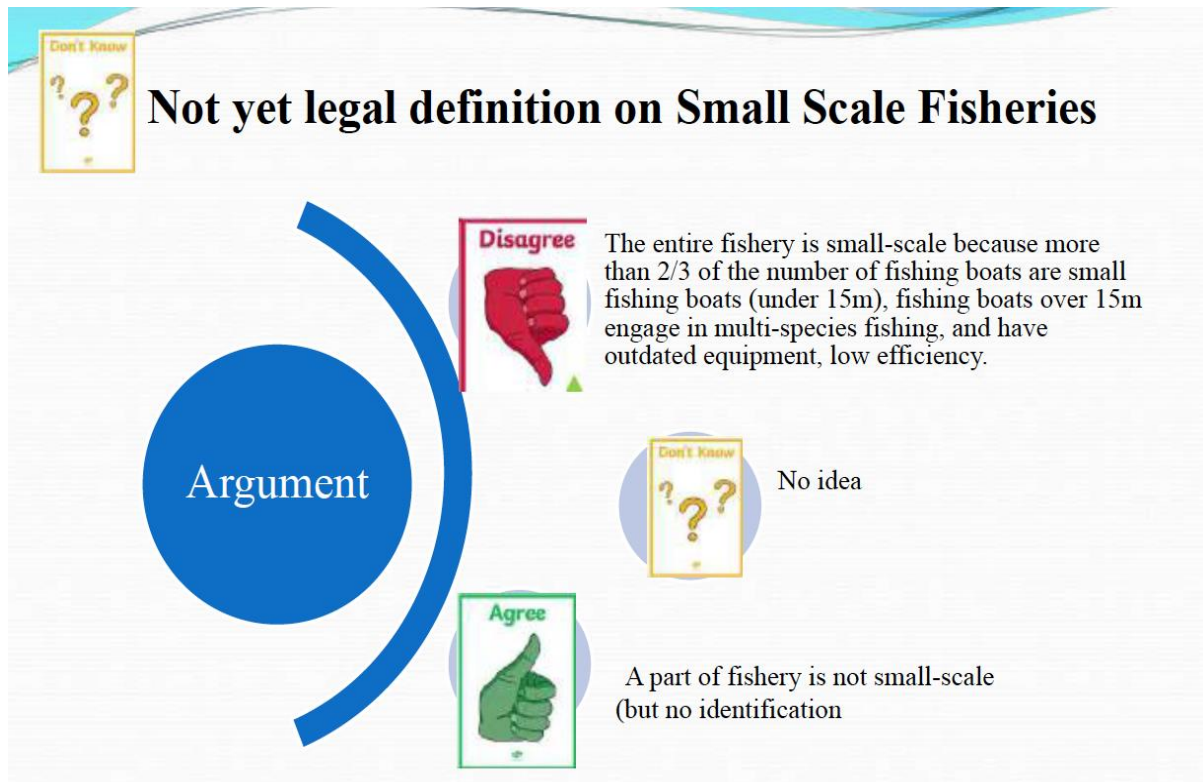 Don't Know
? ? ?
Not yet legal definition on Small Scale Fisheries
Argument
Disagree
The entire fishery is small-scale because more
than 2/3 of the number of fishing boats are small
fishing boats (under 15m), fishing boats over 15m
engage in multi-species fishing, and have
outdated equipment, low efficiency.
Don't Know
? ? ?
No idea
Agree
A part of fishery is not small-scale
(but no identification